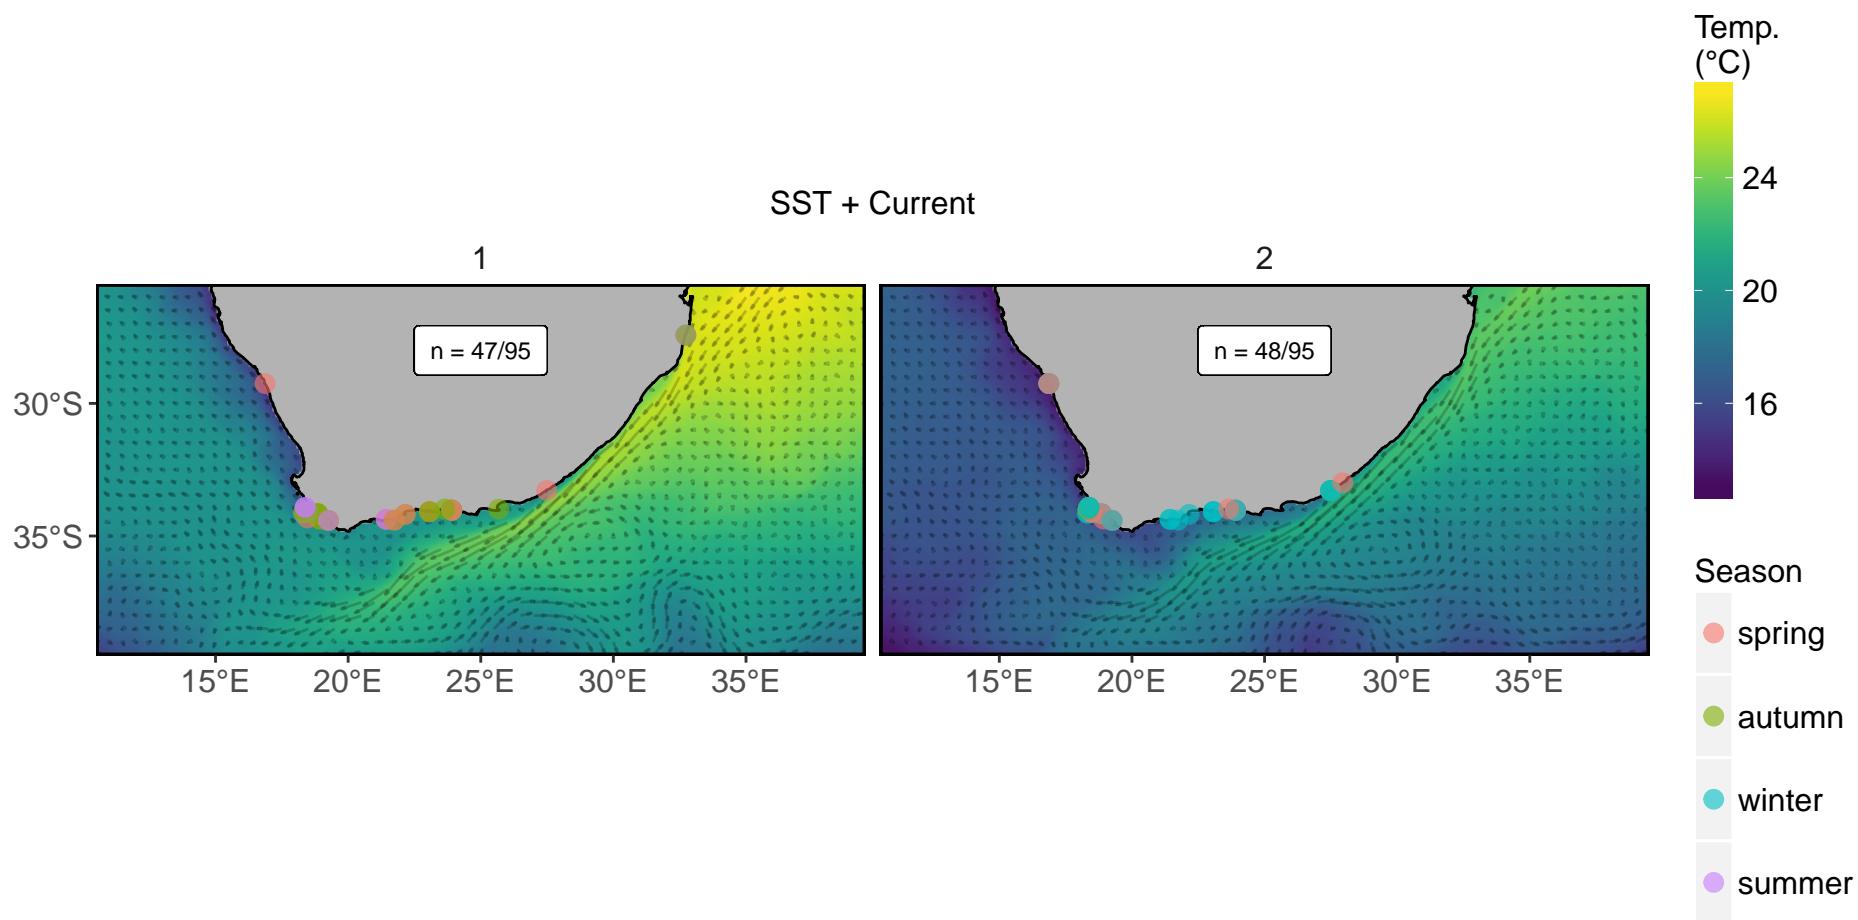 SST + Current
1
2
n = 47/95
n = 48/95
30°S
35°S
15°E 20°E 25°E 30°E 35°E
15°E 20°E 25°E 30°E 35°E
Temp.
(°C)
24
20
16
Season
spring
autumn
winter
summer